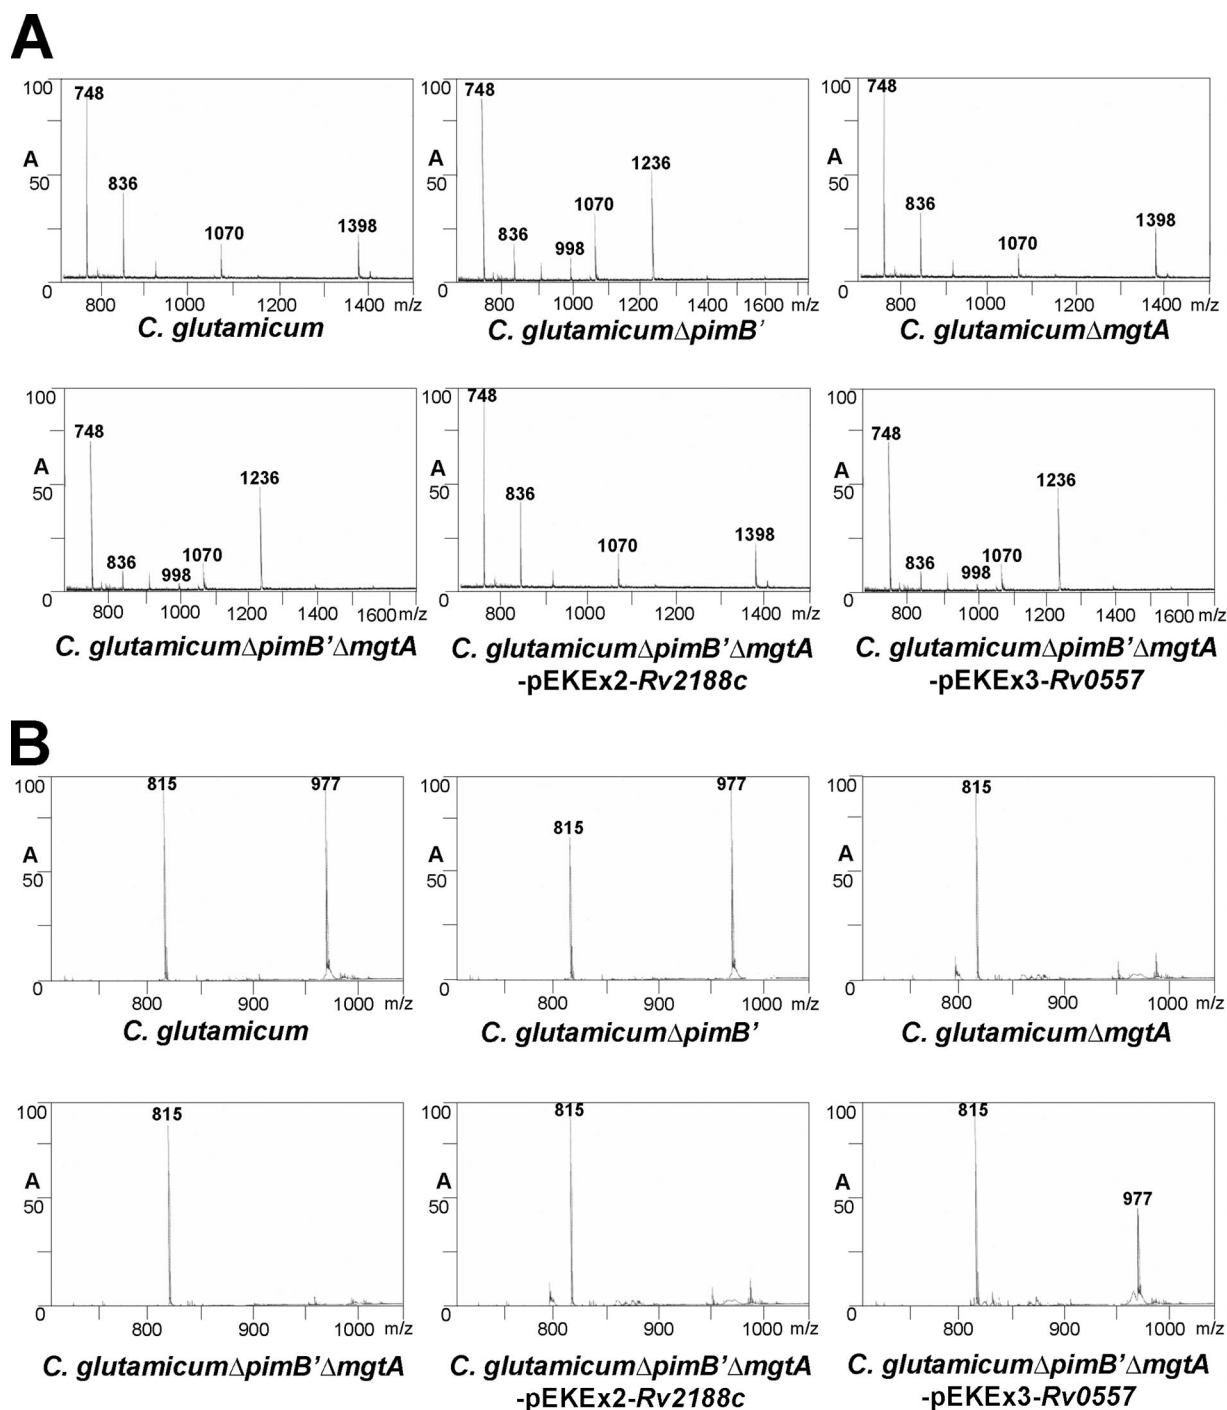 A
100
748
A
50
836
1070
1398
0
800 1000 1200 1400 m/z
C. glutamicum
100
748
A
50
836
998
1070
1236
0
800 1000 1200 1400 1600 m/z
C. glutamicumΔpimB'
100
748
A
50
836
1070
1398
0
800 1000 1200 1400 m/z
C. glutamicumΔmgtA
100
748
A
50
836
998
1070
1236
0
800 1000 1200 1400 1600 m/z
C. glutamicumΔpimB’ΔmgtA
100
748
A
50
836
1070
1398
0
800 1000 1200 1400 m/z
C. glutamicumΔpimB’ΔmgtA
-pEKEx2-Rv2188c
100
748
A
50
836
998
1070
1236
0
800 1000 1200 1400 1600 m/z
C. glutamicumΔpimB’ΔmgtA
-pEKEx3-Rv0557
B
100
815
977
A
50
0
800 900 1000 m/z
C. glutamicum
100
815
977
A
50
0
800 900 1000 m/z
C. glutamicumΔpimB’
100
815
A
50
0
800 900 1000 m/z
C. glutamicumΔmgtA
100
815
A
50
0
800 900 1000 m/z
C. glutamicumΔpimB’ΔmgtA
100
815
A
50
0
800 900 1000 m/z
C. glutamicumΔpimB’ΔmgtA
-pEKEx2-Rv2188c
100
815
977
A
50
0
800 900 1000 m/z
C. glutamicumΔpimB’ΔmgtA
-pEKEx3-Rv0557